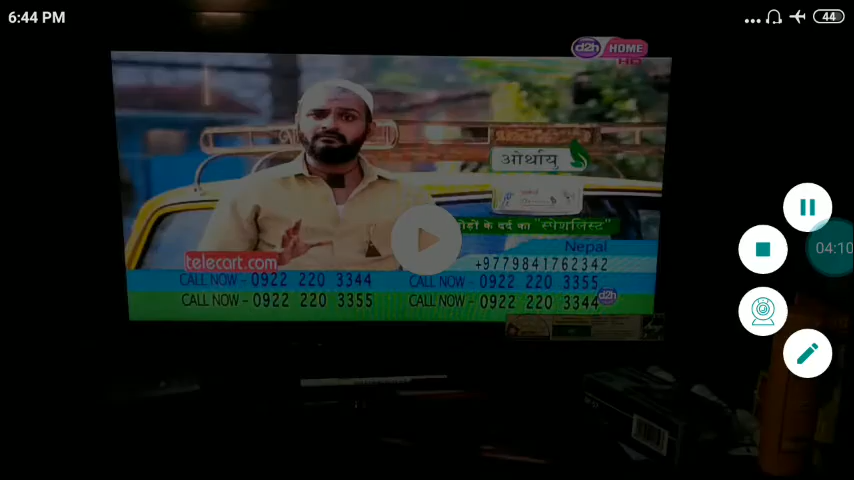 6:44 PM
44
d2h HOME
HD
ओर्थायु
जोड़ों के दर्द का "स्पेशलिस्ट"
Nepal
telecart.com
+9779841762342
CALL NOW - 0922 220 3344
CALL NOW - 0922 220 3355
CALL NOW - 0922 220 3355
CALL NOW - 0922 220 3344
d2h
04:10